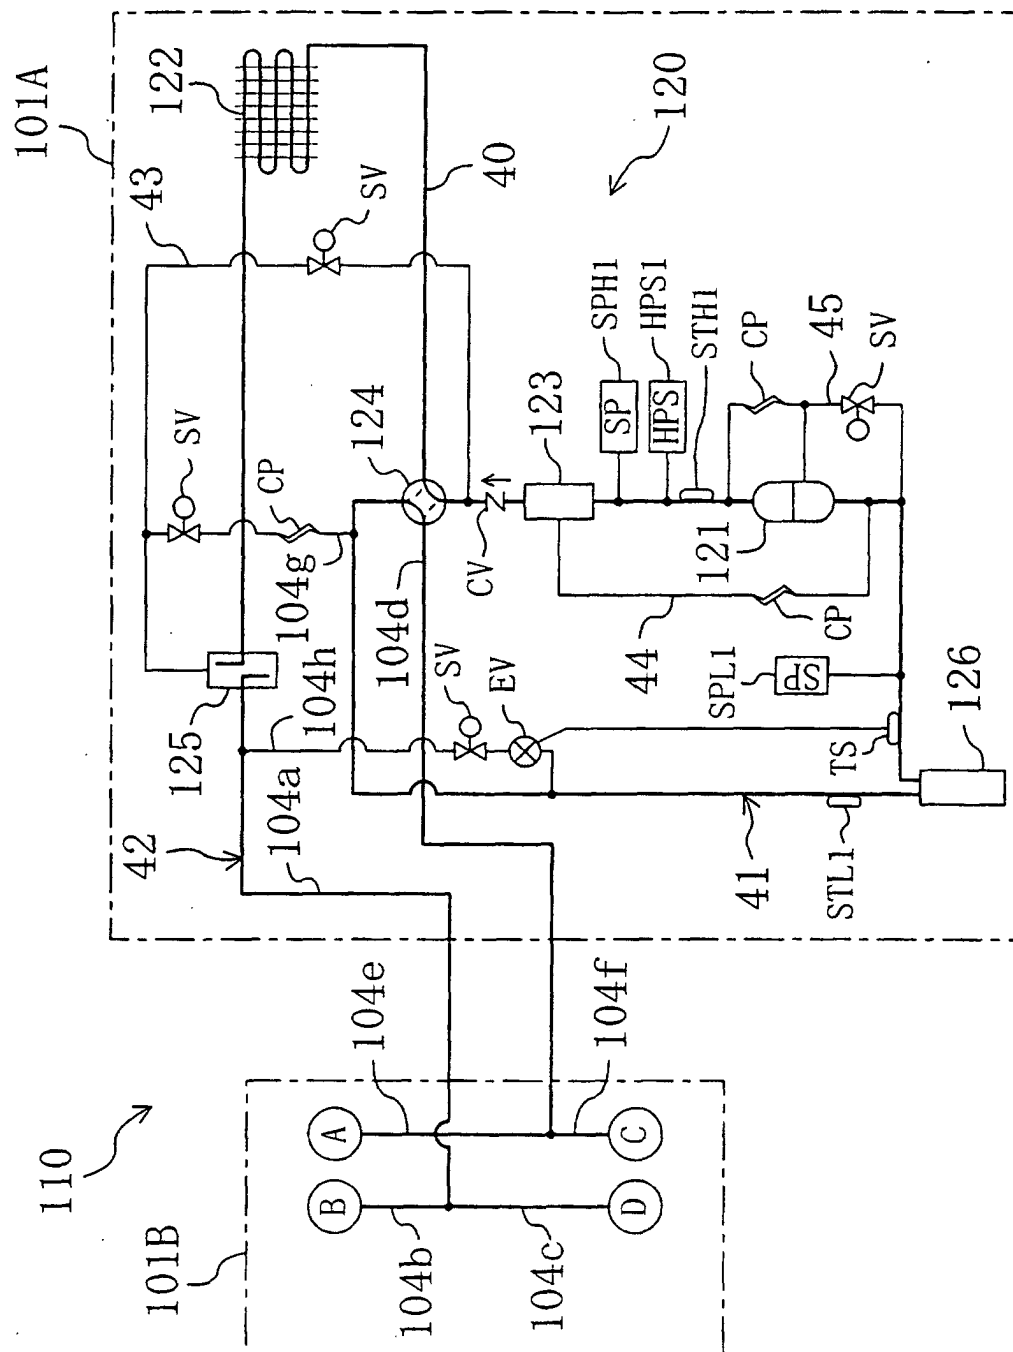 101A
122
43
SV
40
120
SV
CP
104g
124
104d
CV
123
SPH1
SP
HPS1
HPS
STH1
CP
45
SV
121
44
CP
125
104h
SV
EV
SPL1
SP
TS
126
42
104a
41
STL1
104e
104f
110
101B
A
B
C
D
104b
104c